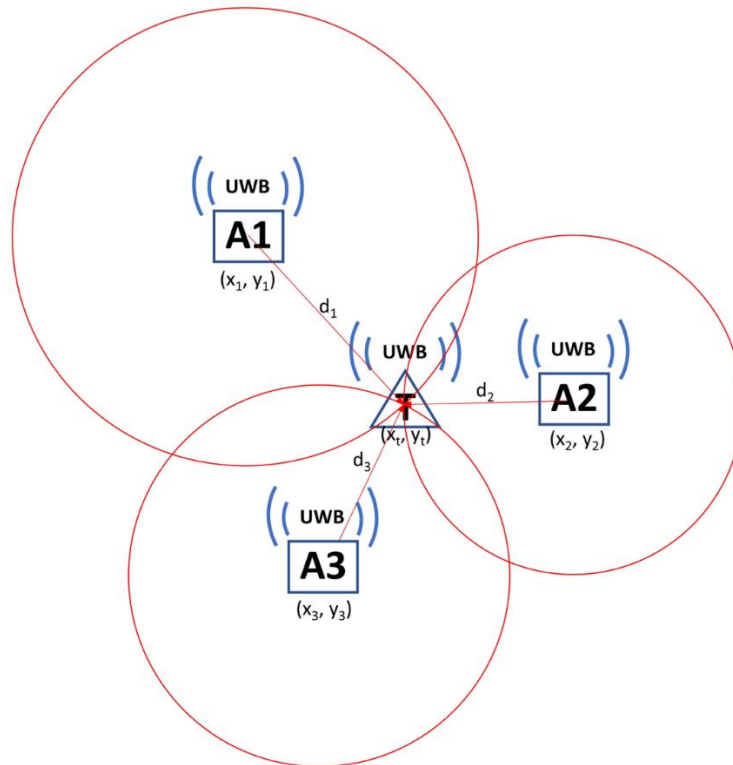 UWB
A1
(x₁, y₁)
d₁
UWB
T
(xₜ, yₜ)
d₂
UWB
A2
(x₂, y₂)
d₃
UWB
A3
(x₃, y₃)